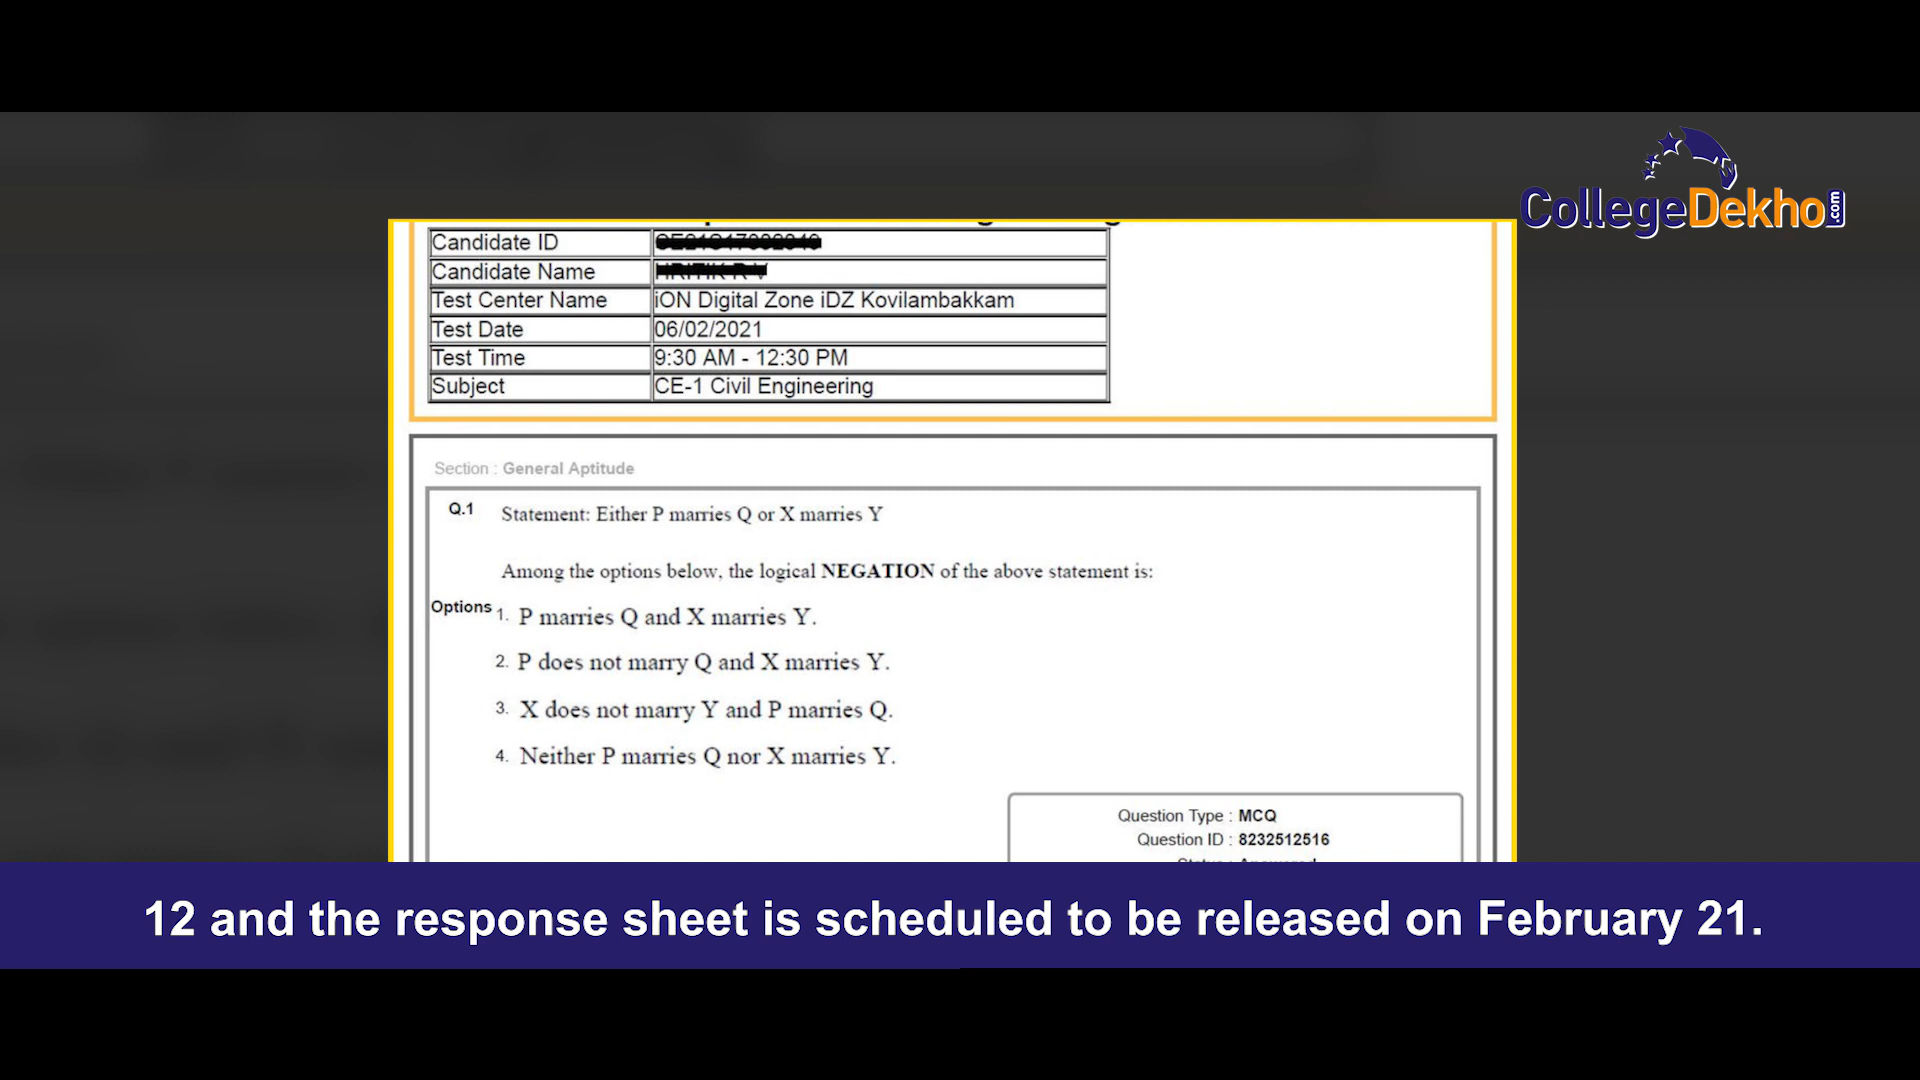 CollegeDekho.com
Candidate ID
Candidate Name
Test Center Name iON Digital Zone iDZ Kovilambakkam
Test Date 06/02/2021
Test Time 9:30 AM - 12:30 PM
Subject CE-1 Civil Engineering
Section : General Aptitude
Q.1 Statement: Either P marries Q or X marries Y
Among the options below, the logical NEGATION of the above statement is:
Options 1. P marries Q and X marries Y.
2. P does not marry Q and X marries Y.
3. X does not marry Y and P marries Q.
4. Neither P marries Q nor X marries Y.
Question Type : MCQ
Question ID : 8232512516
12 and the response sheet is scheduled to be released on February 21.